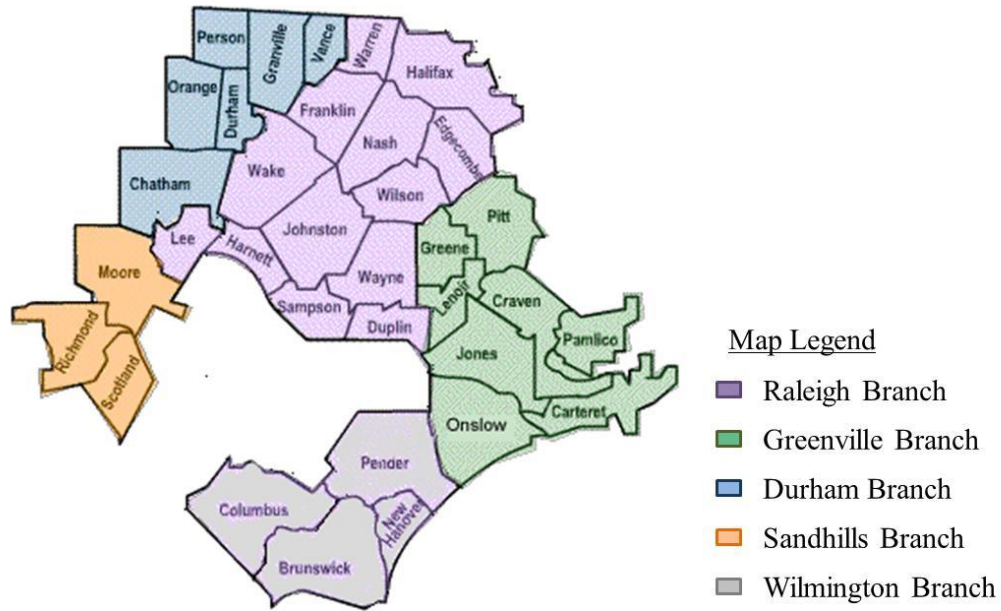 Person
Granville
Vance
Warren
Halifax
Orange
Durham
Franklin
Nash
Edgecombe
Wake
Chatham
Wilson
Pitt
Lee
Harnett
Johnston
Greene
Moore
Wayne
Lenoir
Craven
Sampson
Duplin
Richmond
Jones
Pamlico
Scotland
Carteret
Onslow
Pender
Columbus
New
Hanover
Brunswick
Map Legend
Raleigh Branch
Greenville Branch
Durham Branch
Sandhills Branch
Wilmington Branch